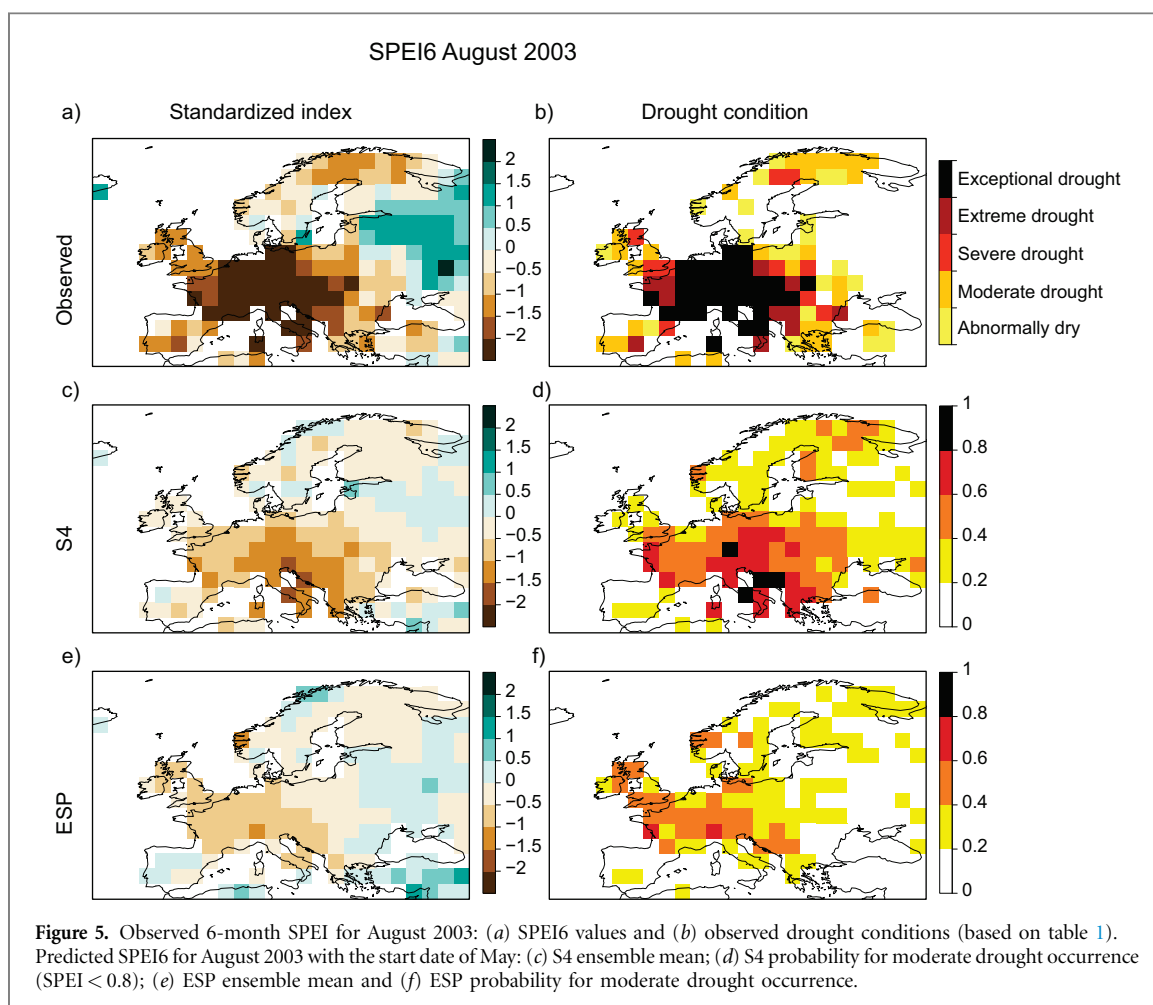 SPEI6 August 2003
a) Standardized index
b) Drought condition
Observed
2
1.5
1
0.5
0
−0.5
−1
−1.5
−2
Exceptional drought
Extreme drought
Severe drought
Moderate drought
Abnormally dry
c)
d)
S4
2
1.5
1
0.5
0
−0.5
−1
−1.5
−2
1
0.8
0.6
0.4
0.2
0
e)
f)
ESP
2
1.5
1
0.5
0
−0.5
−1
−1.5
−2
1
0.8
0.6
0.4
0.2
0
Figure 5. Observed 6-month SPEI for August 2003: (a) SPEI6 values and (b) observed drought conditions (based on table 1).
Predicted SPEI6 for August 2003 with the start date of May: (c) S4 ensemble mean; (d) S4 probability for moderate drought occurrence
(SPEI < 0.8); (e) ESP ensemble mean and (f) ESP probability for moderate drought occurrence.